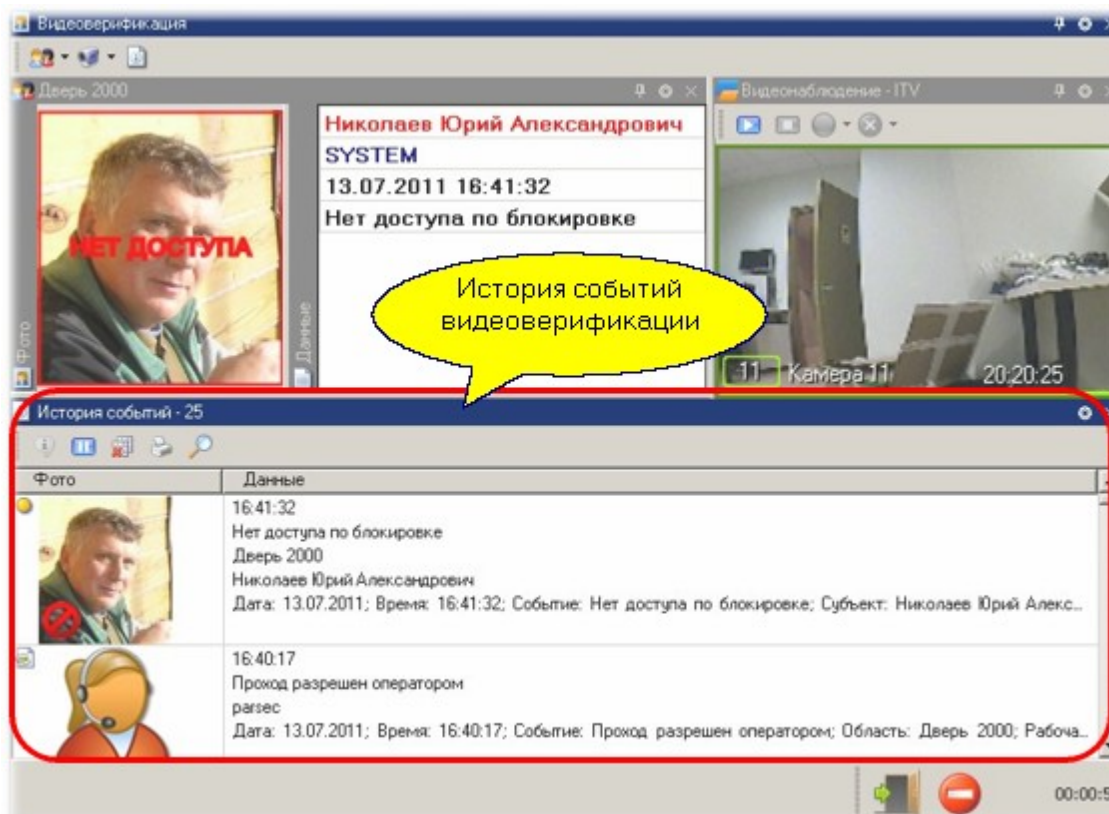 Видеоверификация
Дверь 2000
Видеонаблюдение - ITV
НЕТ ДОСТУПА
Фото
Данные
Николаев Юрий Александрович
SYSTEM
13.07.2011 16:41:32
Нет доступа по блокировке
История событий
видеоверификации
11 Камера 11 20:20:25
История событий - 25
Фото Данные
16:41:32
Нет доступа по блокировке
Дверь 2000
Николаев Юрий Александрович
Дата: 13.07.2011; Время: 16:41:32; Событие: Нет доступа по блокировке; Субъект: Николаев Юрий Алекс...
16:40:17
Проход разрешен оператором
parsec
Дата: 13.07.2011; Время: 16:40:17; Событие: Проход разрешен оператором; Область: Дверь 2000; Рабоча...
00:00:5